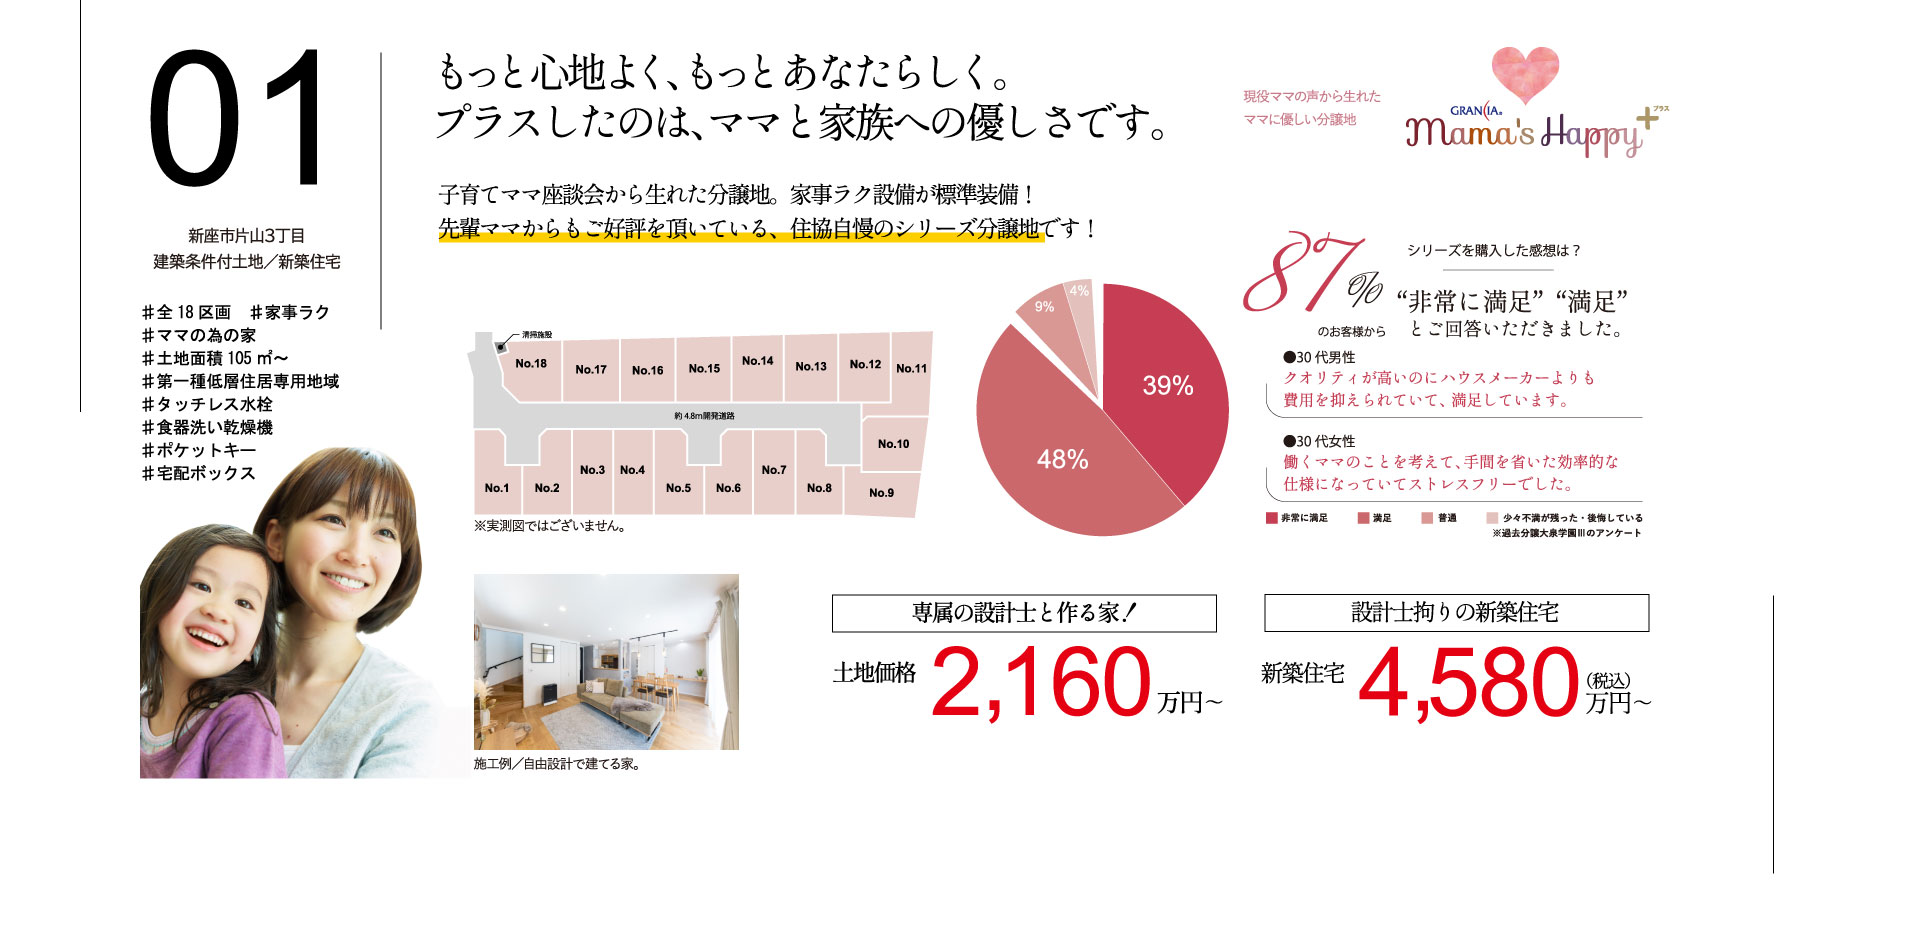 01
新座市片山3丁目
建築条件付土地／新築住宅
♯全18区画　♯家事ラク
♯ママの為の家
♯土地面積105㎡～
♯第一種低層住居専用地域
♯タッチレス水栓
♯食器洗い乾燥機
♯ポケットキー
♯宅配ボックス
もっと心地よく、もっとあなたらしく。
プラスしたのは、ママと家族への優しさです。
子育てママ座談会から生れた分譲地。家事ラク設備が標準装備！
先輩ママからもご好評を頂いている、住協自慢のシリーズ分譲地です！
現役ママの声から生れた
ママに優しい分譲地
GRANCIA®
Mama's Happy+
プラス
清掃施設
No.18
No.17
No.16
No.15
No.14
No.13
No.12
No.11
約4.8m開発道路
No.10
No.1
No.2
No.3
No.4
No.5
No.6
No.7
No.8
No.9
※実測図ではございません。
4%
9%
39%
48%
87%
のお客様から
シリーズを購入した感想は？
“非常に満足” “満足”
とご回答いただきました。
●30代男性
クオリティが高いのにハウスメーカーよりも
費用を抑えられていて、満足しています。
●30代女性
働くママのことを考えて、手間を省いた効率的な
仕様になっていてストレスフリーでした。
非常に満足　満足　普通　少々不満が残った・後悔している
※過去分譲大泉学園Ⅲのアンケート
施工例／自由設計で建てる家。
専属の設計士と作る家！
土地価格 2,160万円～
設計士拘りの新築住宅
新築住宅 4,580万円～
（税込）